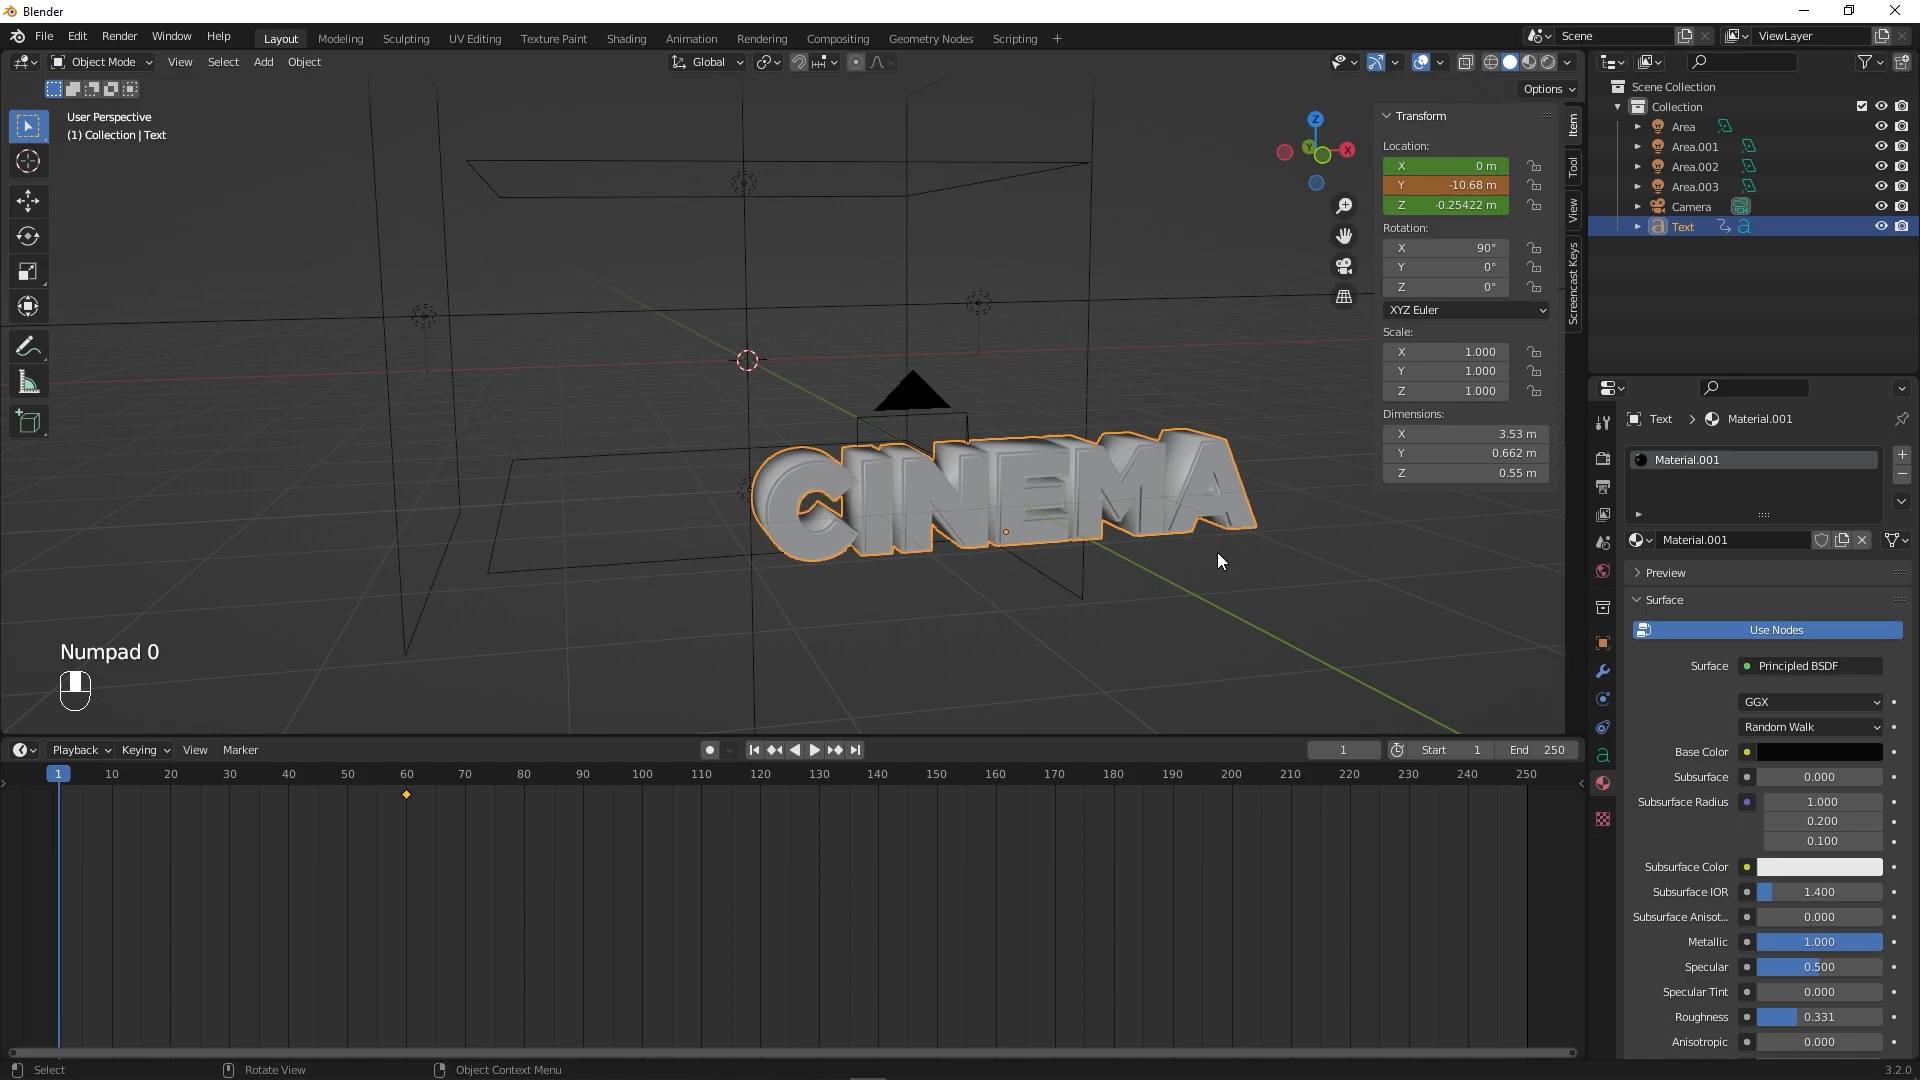 Blender
File Edit Render Window Help
Layout Modeling Sculpting UV Editing Texture Paint Shading Animation Rendering Compositing Geometry Nodes Scripting +
Scene
ViewLayer
Object Mode View Select Add Object
Global
Options
User Perspective
(1) Collection | Text
Z
Y
X
Transform
Location:
X 0 m
Y -10.68 m
Z -0.25422 m
Rotation:
X 90°
Y 0°
Z 0°
XYZ Euler
Scale:
X 1.000
Y 1.000
Z 1.000
Dimensions:
X 3.53 m
Y 0.662 m
Z 0.55 m
Item
Tool
View
Screencast Keys
CINEMA
Numpad 0
Scene Collection
Collection
Area
Area.001
Area.002
Area.003
Camera
Text
Text > Material.001
Material.001
Material.001
Preview
Surface
Use Nodes
Surface Principled BSDF
GGX
Random Walk
Base Color
Subsurface 0.000
Subsurface Radius 1.000
0.200
0.100
Subsurface Color
Subsurface IOR 1.400
Subsurface Anisot... 0.000
Metallic 1.000
Specular 0.500
Specular Tint 0.000
Roughness 0.331
Anisotropic 0.000
Playback Keying View Marker
1 Start 1 End 250
1 10 20 30 40 50 60 70 80 90 100 110 120 130 140 150 160 170 180 190 200 210 220 230 240 250
Select Rotate View Object Context Menu
3.2.0